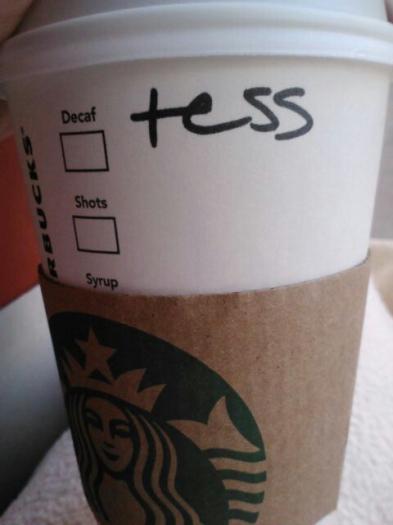 tess
Decaf
Shots
Syrup
RBUCKS